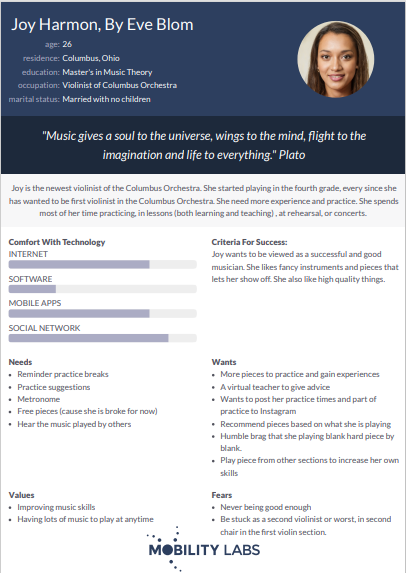 Joy Harmon, By Eve Blom
age: 26
residence: Columbus, Ohio
education: Master's in Music Theory
occupation: Violinist of Columbus Orchestra
marital status: Married with no children
"Music gives a soul to the universe, wings to the mind, flight to the
imagination and life to everything." Plato
Joy is the newest violinist of the Columbus Orchestra. She started playing in the fourth grade, every since she
has wanted to be first violinist in the Columbus Orchestra. She need more experience and practice. She spends
most of her time practicing, in lessons (both learning and teaching) , at rehearsal, or concerts.
Comfort With Technology
INTERNET
SOFTWARE
MOBILE APPS
SOCIAL NETWORK
Criteria For Success:
Joy wants to be viewed as a successful and good
musician. She likes fancy instruments and pieces that
lets her show off. She also like high quality things.
Needs
• Reminder practice breaks
• Practice suggestions
• Metronome
• Free pieces (cause she is broke for now)
• Hear the music played by others
Wants
• More pieces to practice and gain experiences
• A virtual teacher to give advice
• Wants to post her practice times and part of
practice to Instagram
• Recommend pieces based on what she is playing
• Humble brag that she playing blank hard piece by
blank.
• Play piece from other sections to increase her own
skills
Values
• Improving music skills
• Having lots of music to play at anytime
Fears
• Never being good enough
• Be stuck as a second violinist or worst, in second
chair in the first violin section.
MOBILITY LABS